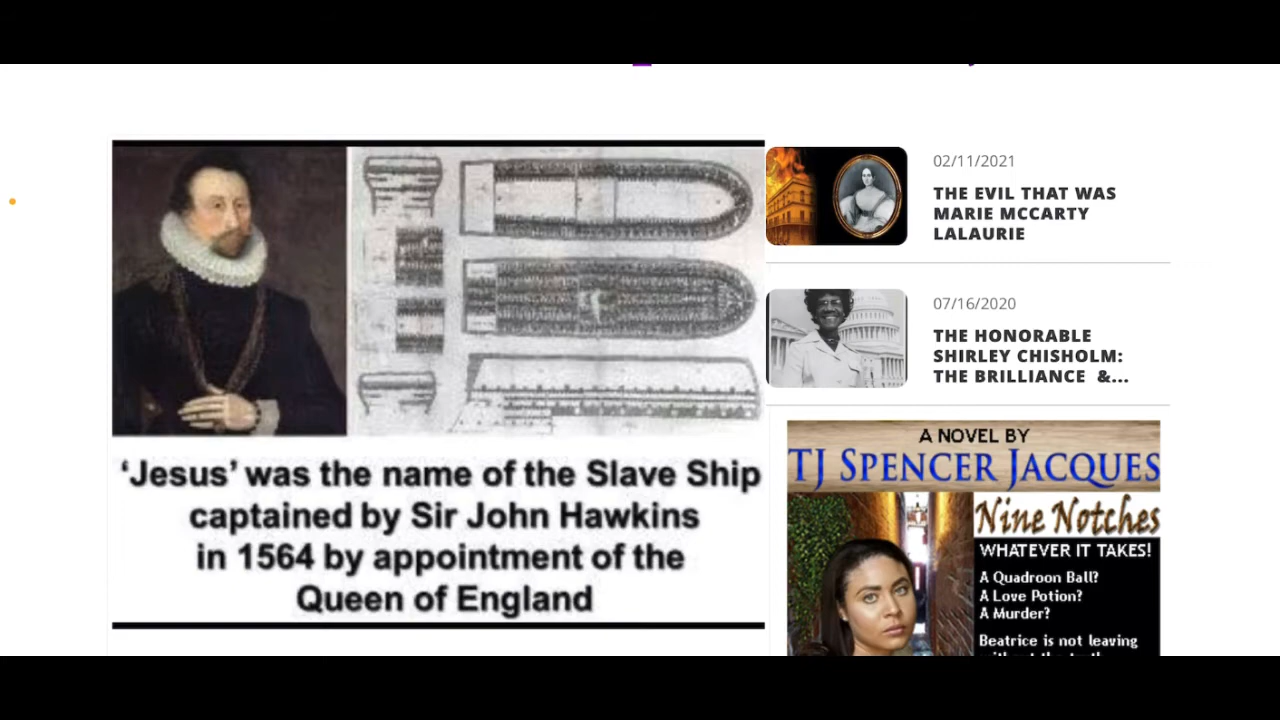 ‘Jesus’ was the name of the Slave Ship
captained by Sir John Hawkins
in 1564 by appointment of the
Queen of England
02/11/2021
THE EVIL THAT WAS
MARIE MCCARTY
LALAURIE
07/16/2020
THE HONORABLE
SHIRLEY CHISHOLM:
THE BRILLIANCE &...
A NOVEL BY
TJ SPENCER JACQUES
Nine Notches
WHATEVER IT TAKES!
A Quadroon Ball?
A Love Potion?
A Murder?
Beatrice is not leaving